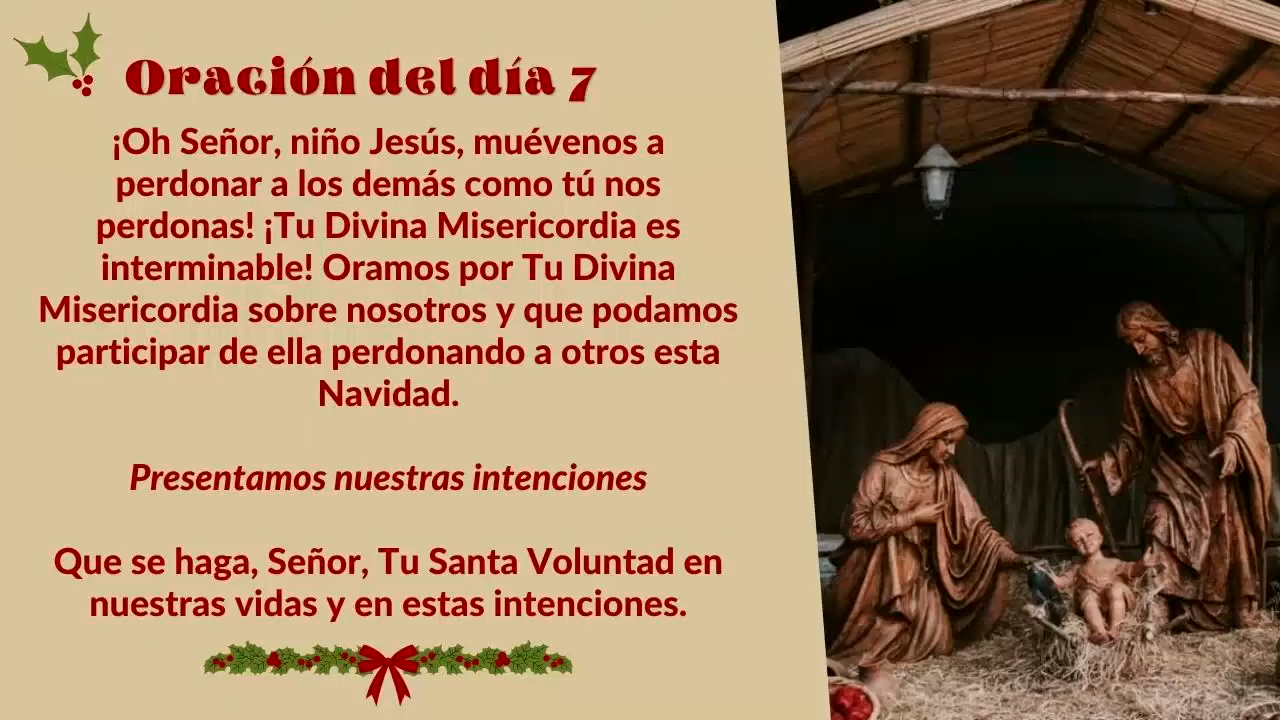 Oración del día 7
¡Oh Señor, niño Jesús, muévenos a
perdonar a los demás como tú nos
perdonas! ¡Tu Divina Misericordia es
interminable! Oramos por Tu Divina
Misericordia sobre nosotros y que podamos
participar de ella perdonando a otros esta
Navidad.
Presentamos nuestras intenciones
Que se haga, Señor, Tu Santa Voluntad en
nuestras vidas y en estas intenciones.